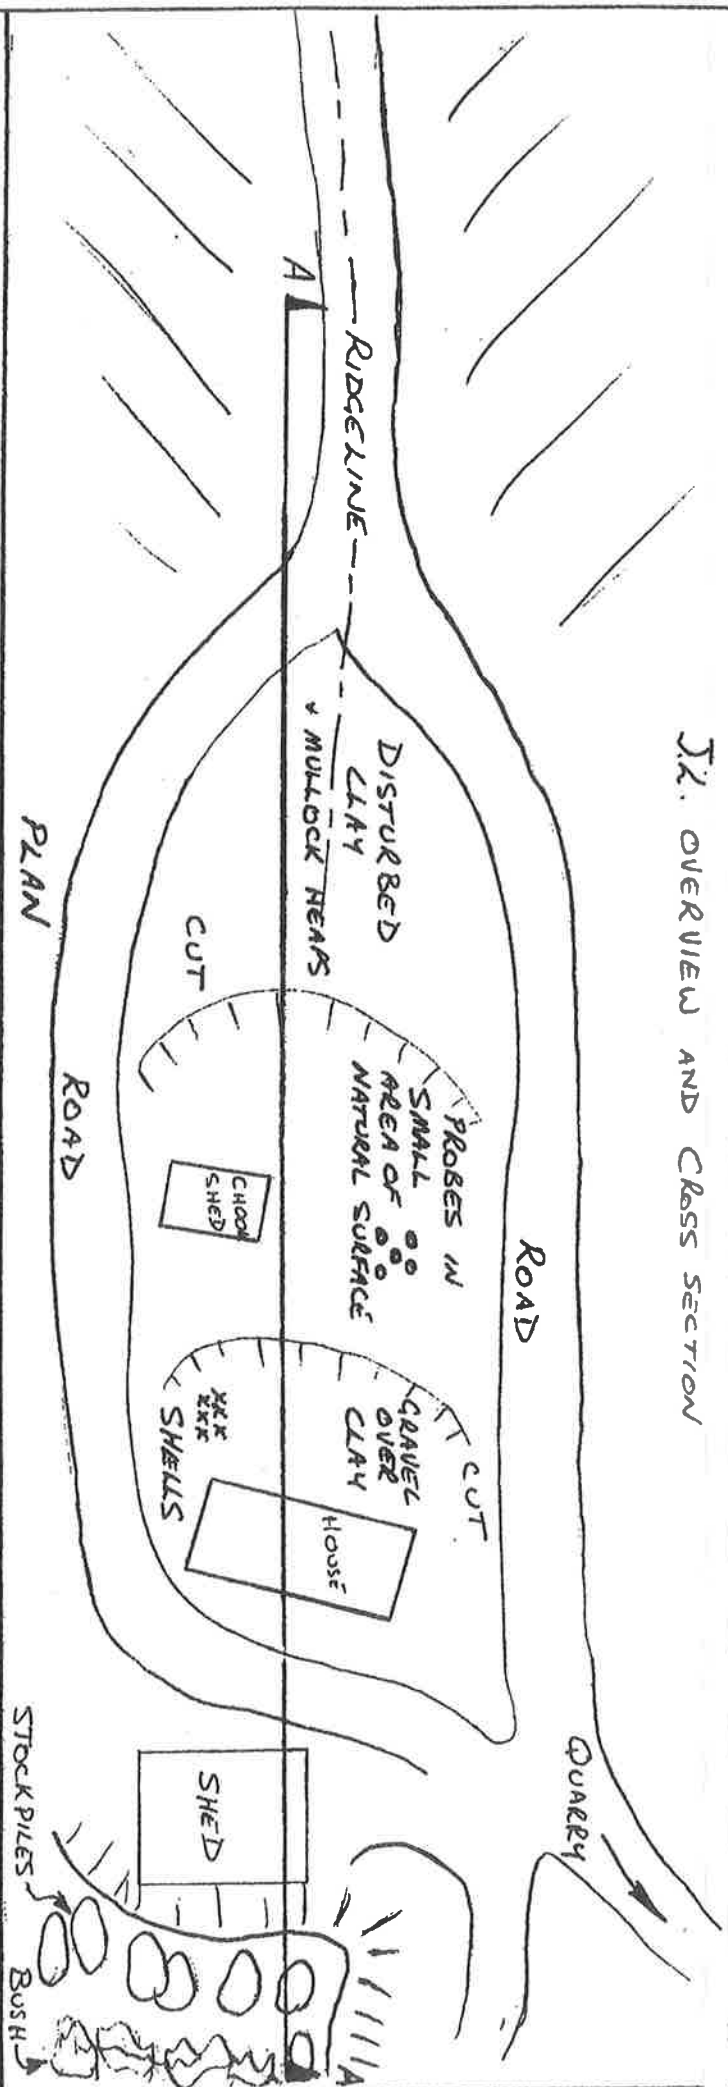 J.L. OVERVIEW AND CROSS SECTION
A
RIDGELINE
DISTURBED
CLAY
& MULLOCK HEAPS
CUT
PROBES IN
SMALL
AREA OF
NATURAL SURFACE
CHOOK
SHED
ROAD
GRAVEL
OVER
CLAY
CUT
XXX
XXX
SHELLS
HOUSE
QUARRY
PLAN
ROAD
SHED
STOCKPILES
BUSH
A